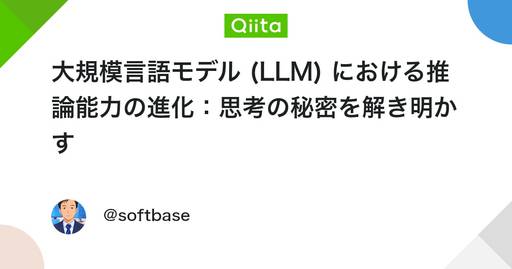 Qiita
大規模言語モデル (LLM) における推
論能力の進化：思考の秘密を解き明か
す
@softbase